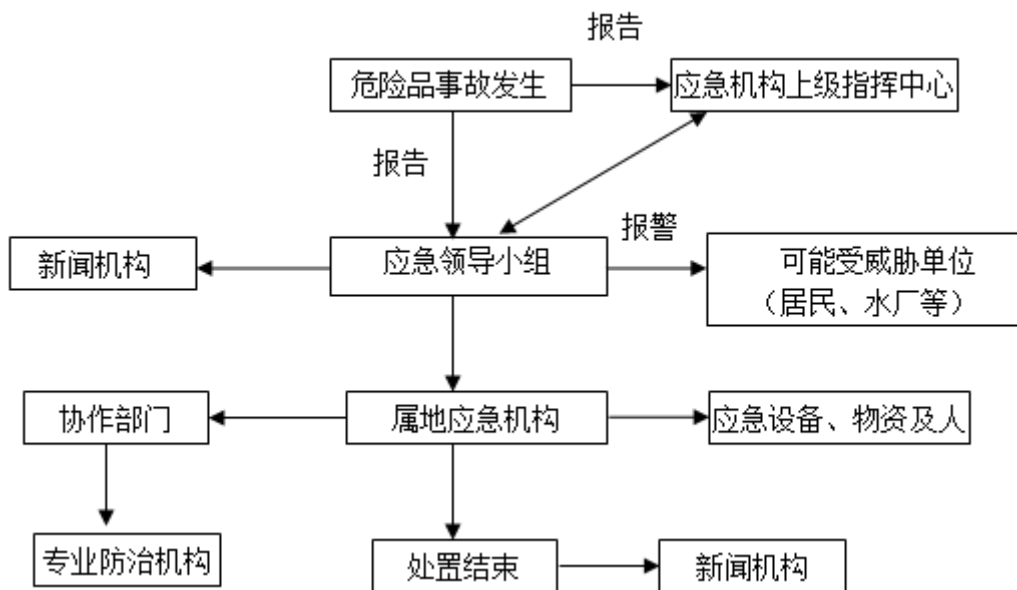 报告
危险品事故发生
应急机构上级指挥中心
报告
报警
新闻机构
应急领导小组
可能受威胁单位
（居民、水厂等）
协作部门
属地应急机构
应急设备、物资及人
专业防治机构
处置结束
新闻机构